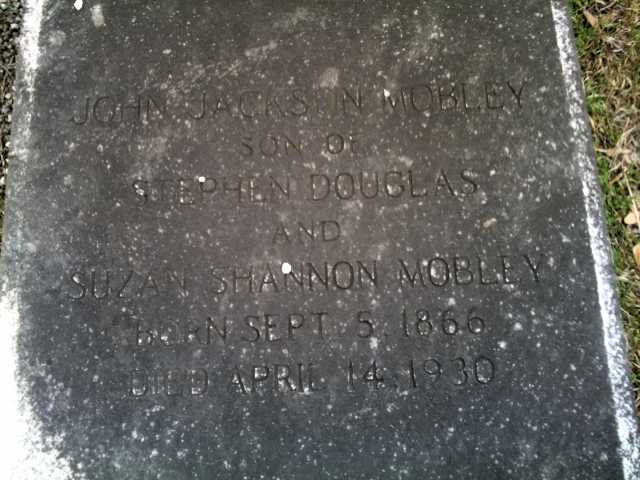 JOHN JACKSON MOBLEY
SON OF
STEPHEN DOUGLAS
AND
SUZAN SHANNON MOBLEY
BORN SEPT. 5, 1866
DIED APRIL 14, 1930